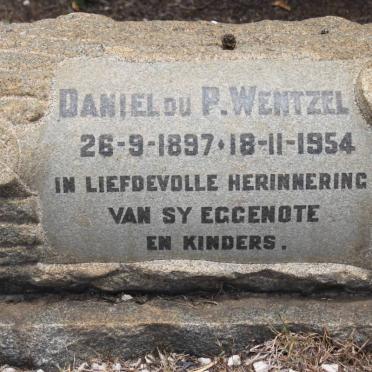 DANIEL DU P. WENTZEL
26-9-1897 • 18-11-1954
IN LIEFDEVOLLE HERINNERING
VAN SY EGGENOTE
EN KINDERS.